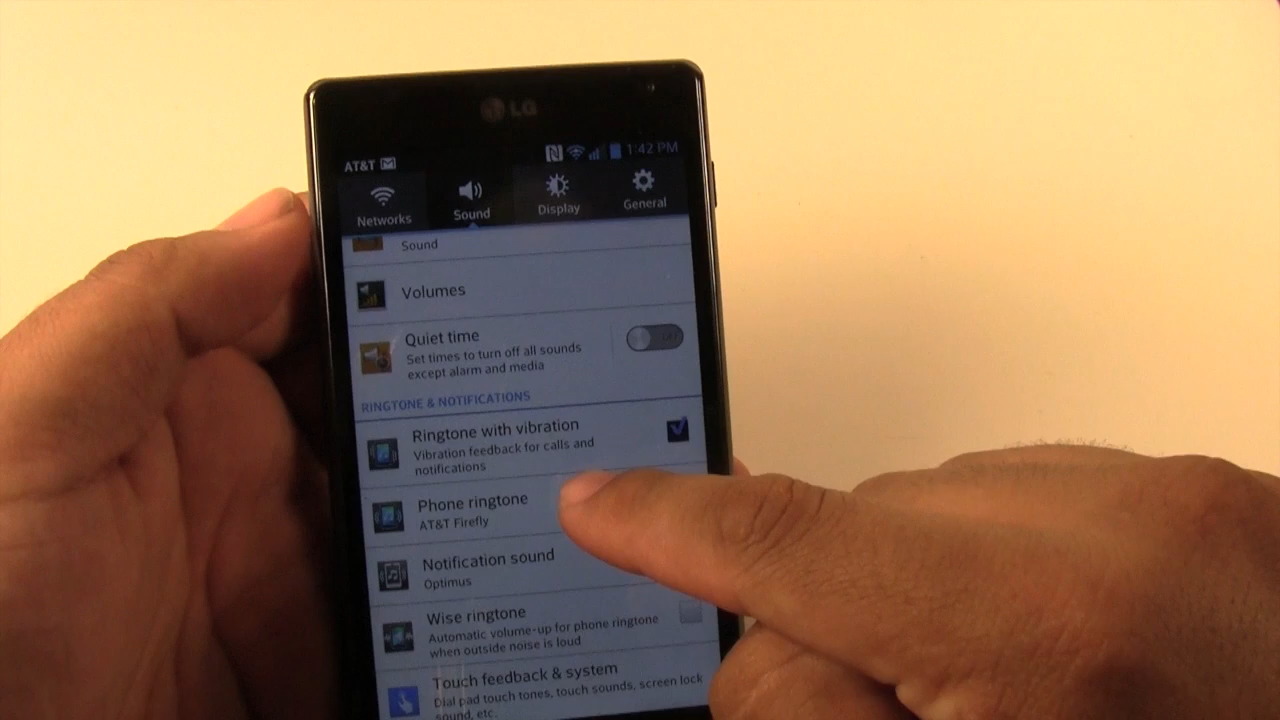 LG
AT&T 1:42 PM
Networks Sound Display General
Sound
Volumes
Quiet time
Set times to turn off all sounds
except alarm and media
OFF
RINGTONE & NOTIFICATIONS
Ringtone with vibration
Vibration feedback for calls and
notifications
Phone ringtone
AT&T Firefly
Notification sound
Optimus
Wise ringtone
Automatic volume-up for phone ringtone
when outside noise is loud
Touch feedback & system
Dial pad touch tones, touch sounds, screen lock
sound, etc.